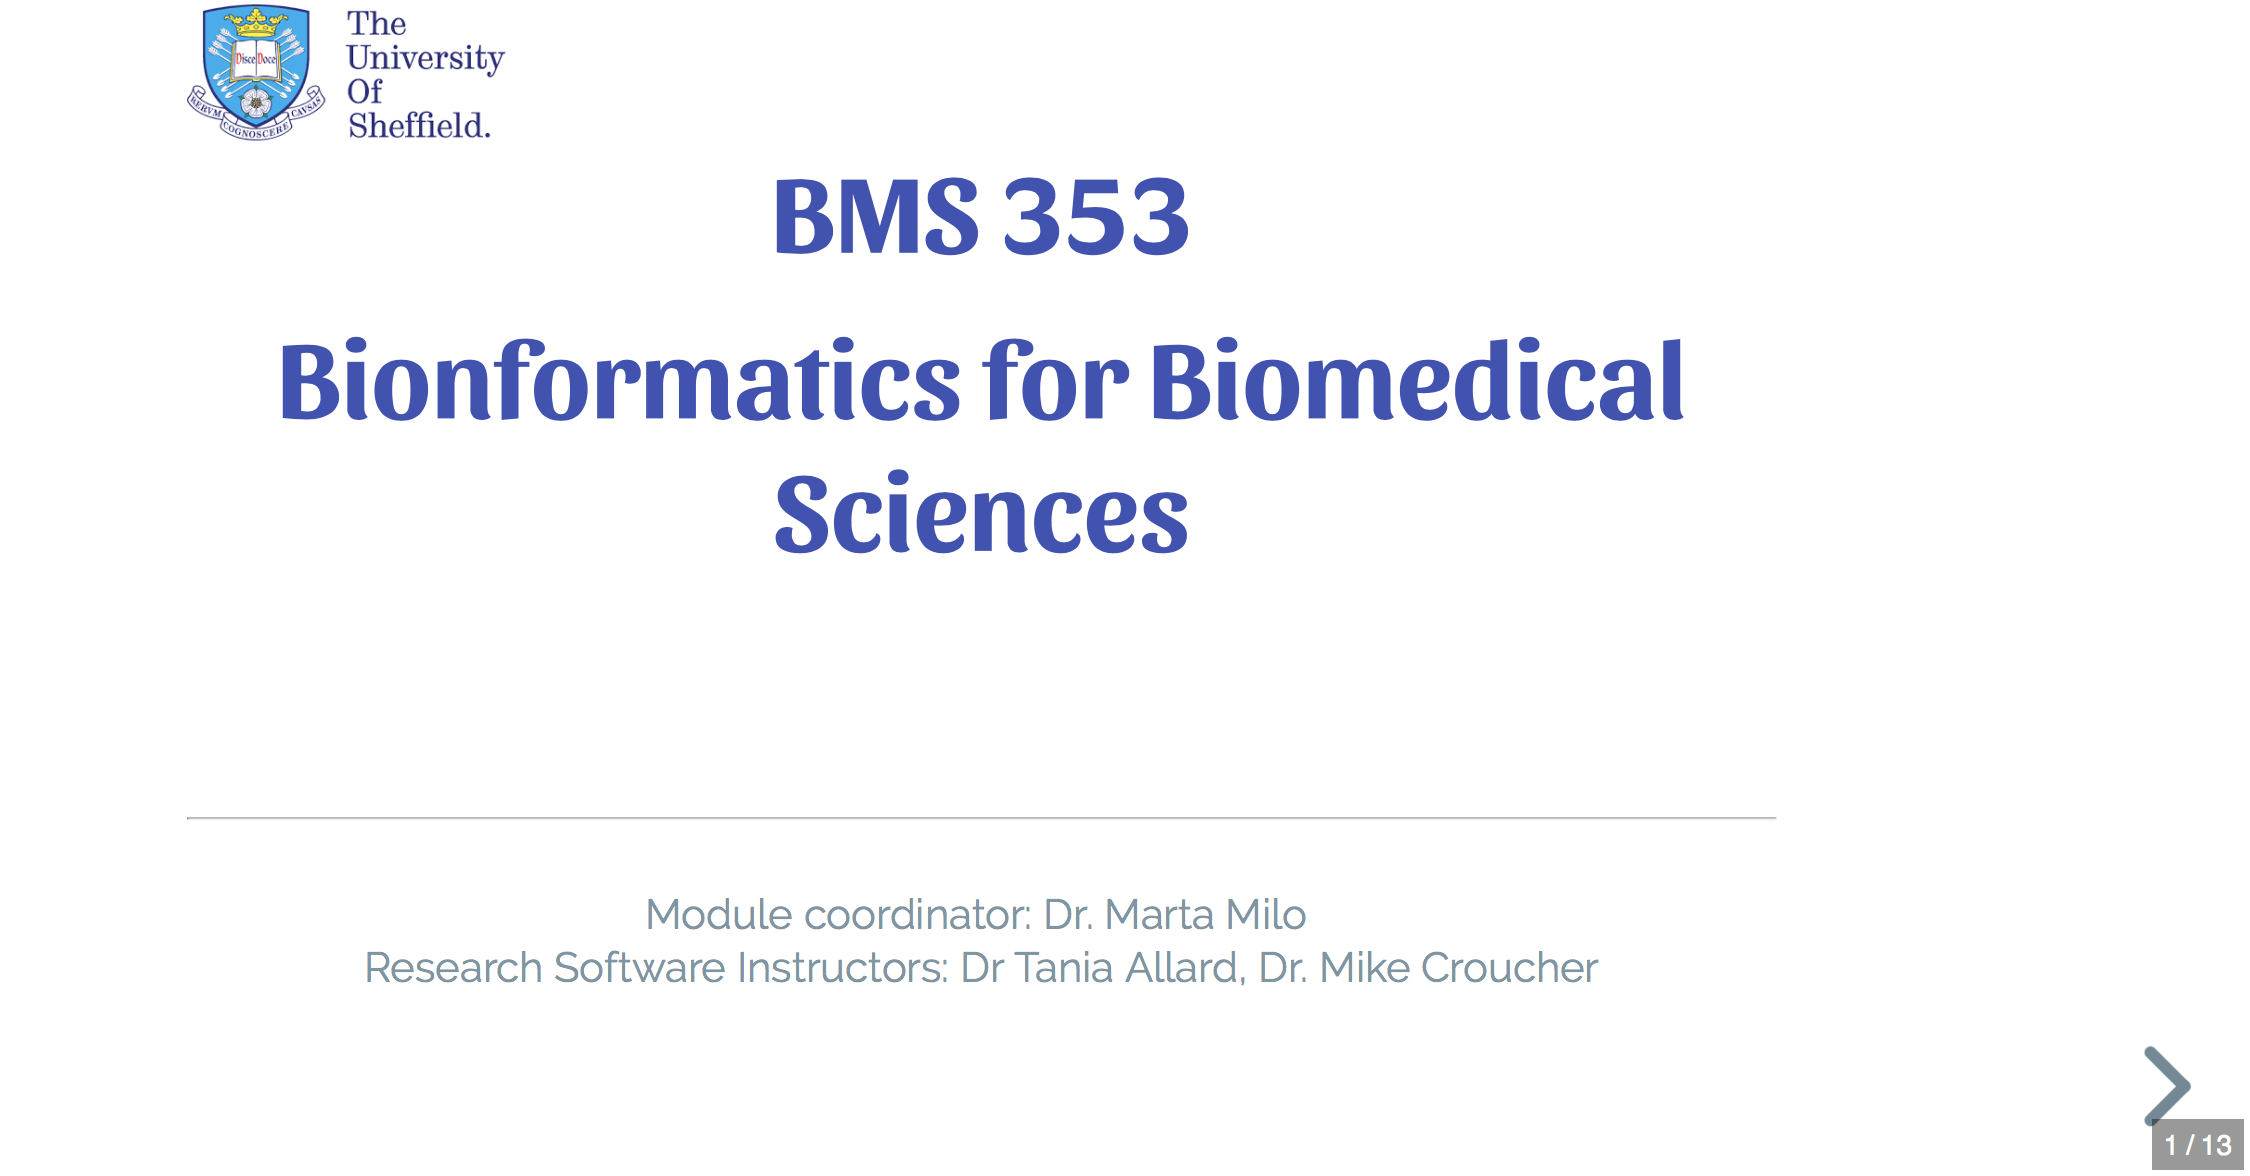 The
University
Of
Sheffield.
Disce Doce
RERVM COGNOSCERE CAVSAS
BMS 353
Bionformatics for Biomedical
Sciences
Module coordinator: Dr. Marta Milo
Research Software Instructors: Dr Tania Allard, Dr. Mike Croucher
1 / 13